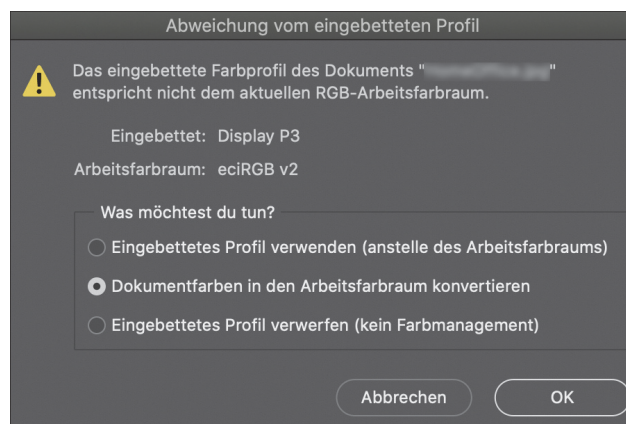 Abweichung vom eingebetteten Profil
Das eingebettete Farbprofil des Dokuments " "
entspricht nicht dem aktuellen RGB-Arbeitsfarbraum.
Eingebettet: Display P3
Arbeitsfarbraum: eciRGB v2
Was möchtest du tun?
Eingebettetes Profil verwenden (anstelle des Arbeitsfarbraums)
Dokumentfarben in den Arbeitsfarbraum konvertieren
Eingebettetes Profil verwerfen (kein Farbmanagement)
Abbrechen OK